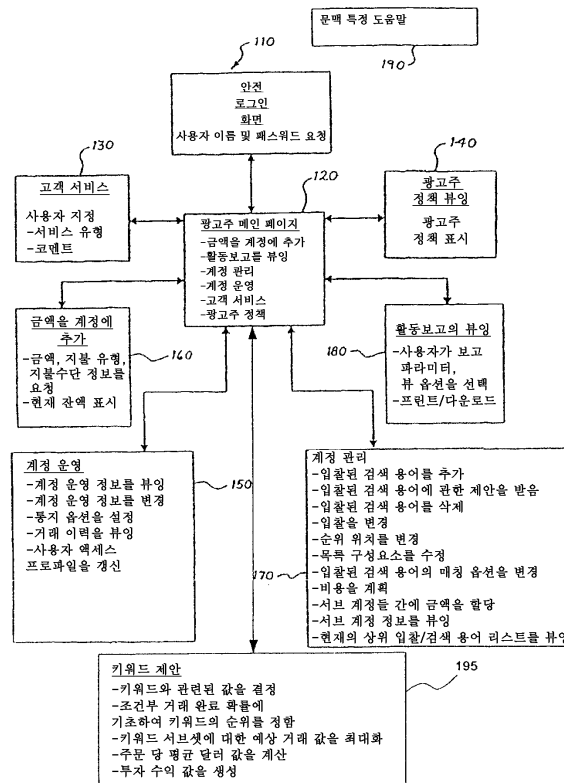 문맥 특정 도움말
190
110
안전
로그인
화면
사용자 이름 및 패스워드 요청
130
고객 서비스
사용자 지정
-서비스 유형
-코멘트
120
광고주 메인 페이지
-금액을 계정에 추가
-활동보고를 뷰잉
-계정 관리
-계정 운영
-고객 서비스
-광고주 정책
140
광고주
정책 뷰잉
광고주
정책 표시
금액을 계정에
추가
-금액, 지불 유형,
지불수단 정보를
요청
-현재 잔액 표시
160
활동보고의 뷰잉
-사용자가 보고
파라미터,
뷰 옵션을 선택
-프린트/다운로드
180
계정 운영
-계정 운영 정보를 뷰잉
-계정 운영 정보를 변경
-통지 옵션을 설정
-거래 이력을 뷰잉
-사용자 액세스
프로파일을 갱신
150
계정 관리
-입찰된 검색 용어를 추가
-입찰된 검색 용어에 관한 제안을 받음
-입찰된 검색 용어를 삭제
-입찰을 변경
-순위 위치를 변경
-목록 구성요소를 수정
-입찰된 검색 용어의 매칭 옵션을 변경
-비용을 계획
-서브 계정들 간에 금액을 할당
-서브 계정 정보를 뷰잉
-현재의 상위 입찰/검색 용어 리스트를 뷰잉
170
키워드 제안
-키워드와 관련된 값을 결정
-조건부 거래 완료 확률에
기초하여 키워드의 순위를 정함
-키워드 서브셋에 대한 예상 거래 값을 최대화
-주문 당 평균 달러 값을 계산
-투자 수익 값을 생성
195